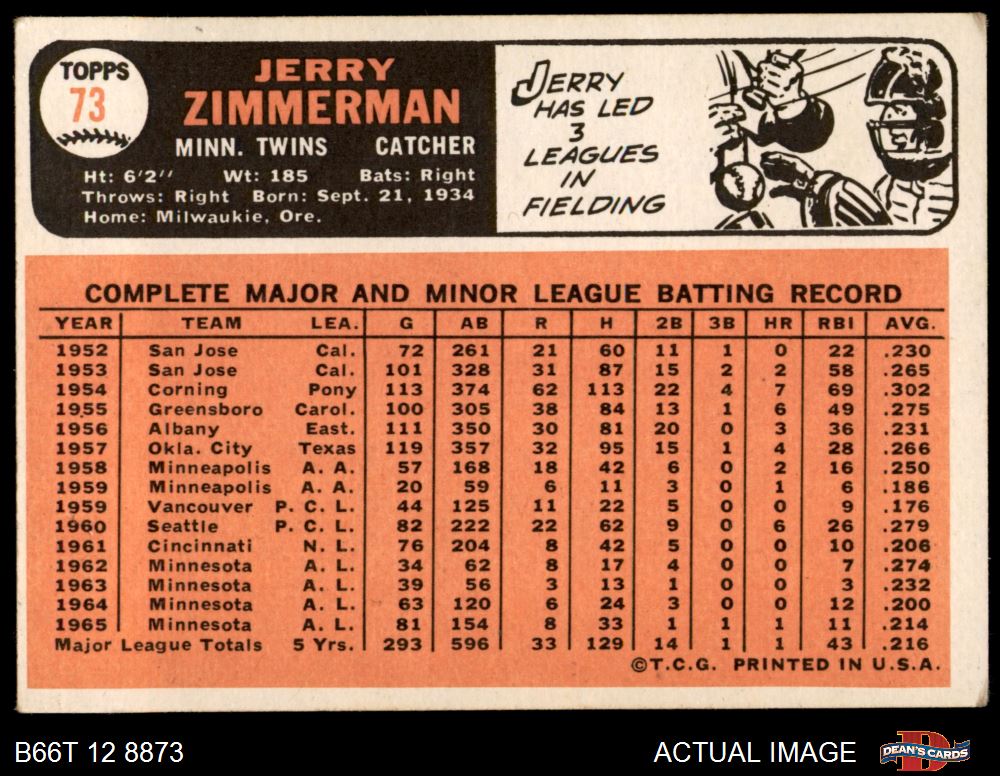 TOPPS
73
JERRY
ZIMMERMAN
MINN. TWINS CATCHER
Ht: 6'2" Wt: 185 Bats: Right
Throws: Right Born: Sept. 21, 1934
Home: Milwaukie, Ore.
JERRY
HAS LED
3
LEAGUES
IN
FIELDING
COMPLETE MAJOR AND MINOR LEAGUE BATTING RECORD
YEAR TEAM LEA. G AB R H 2B 3B HR RBI AVG.
1952 San Jose Cal. 72 261 21 60 11 1 0 22 .230
1953 San Jose Cal. 101 328 31 87 15 2 2 58 .265
1954 Corning Pony 113 374 62 113 22 4 7 69 .302
1955 Greensboro Carol. 100 305 38 84 13 1 6 49 .275
1956 Albany East. 111 350 30 81 20 0 3 36 .231
1957 Okla. City Texas 119 357 32 95 15 1 4 28 .266
1958 Minneapolis A. A. 57 168 18 42 6 0 2 16 .250
1959 Minneapolis A. A. 20 59 6 11 3 0 1 6 .186
1959 Vancouver P. C. L. 44 125 11 22 5 0 0 9 .176
1960 Seattle P. C. L. 82 222 22 62 9 0 6 26 .279
1961 Cincinnati N. L. 76 204 8 42 5 0 0 10 .206
1962 Minnesota A. L. 34 62 8 17 4 0 0 7 .274
1963 Minnesota A. L. 39 56 3 13 1 0 0 3 .232
1964 Minnesota A. L. 63 120 6 24 3 0 0 12 .200
1965 Minnesota A. L. 81 154 8 33 1 1 1 11 .214
Major League Totals 5 Yrs. 293 596 33 129 14 1 1 43 .216
©T.C.G. PRINTED IN U.S.A.
B66T 12 8873 ACTUAL IMAGE D DEAN'S CARDS